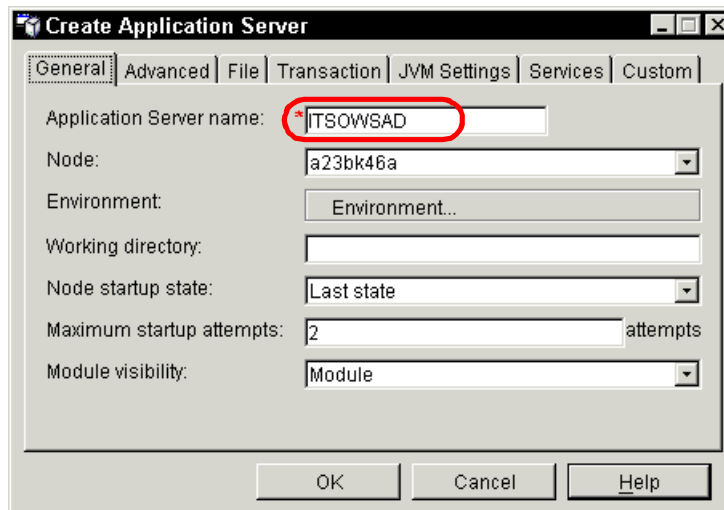 Create Application Server
General Advanced File Transaction JVM Settings Services Custom
Application Server name: *ITSOWSAD
Node: a23bk46a
Environment: Environment...
Working directory:
Node startup state: Last state
Maximum startup attempts: 2 attempts
Module visibility: Module
OK Cancel Help